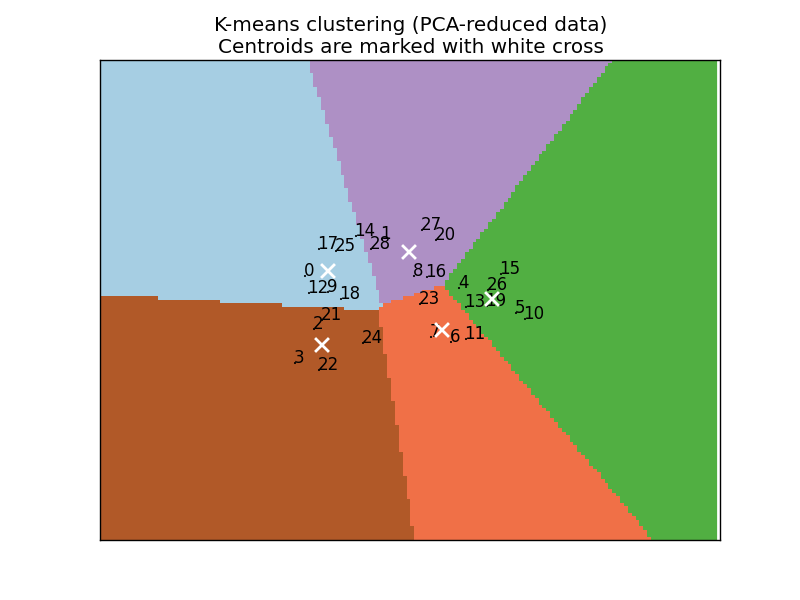 K-means clustering (PCA-reduced data)
Centroids are marked with white cross
27
14 1 20
17 25 28
0 8 16 15
12 9 18 4 26
23 13 19
21 5 10
2
24 7 6 11
3 22